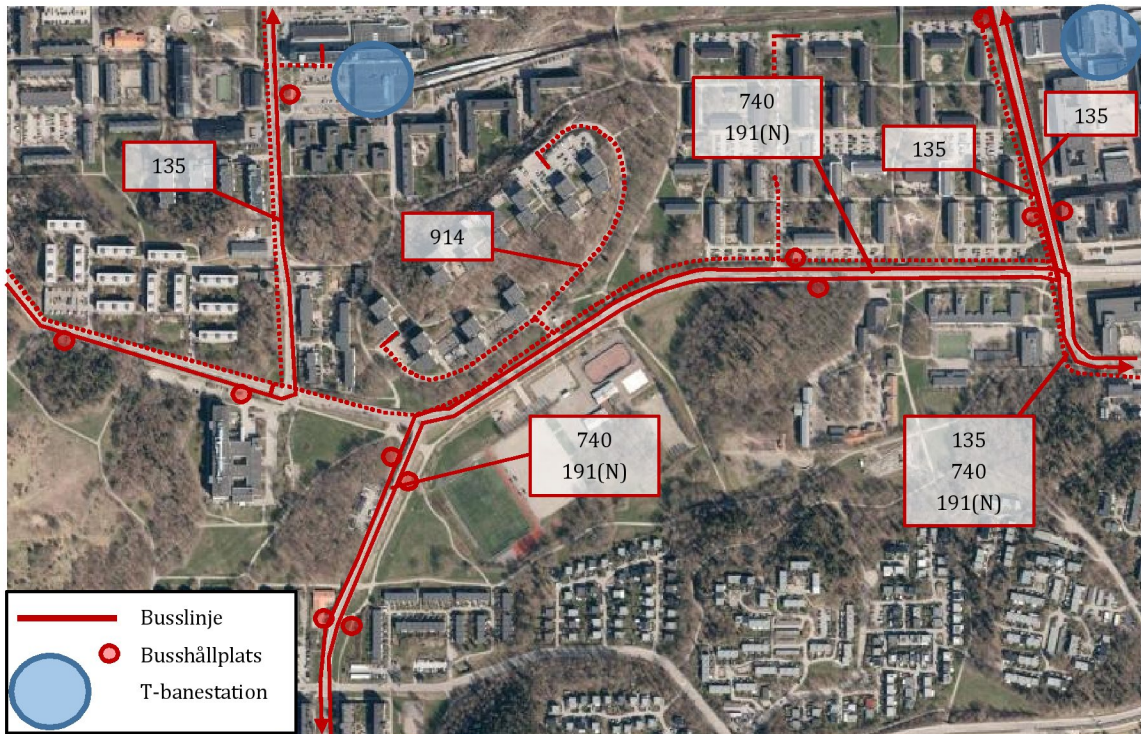 135
914
740
191(N)
135
135
740
191(N)
135
740
191(N)
Busslinje
Busshållplats
T-banestation